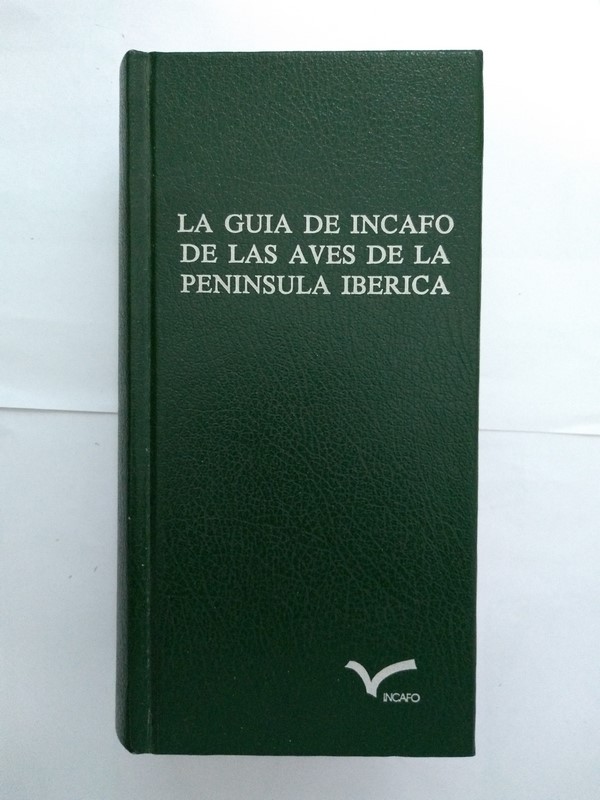 LA GUIA DE INCAFO
DE LAS AVES DE LA
PENINSULA IBERICA
INCAFO